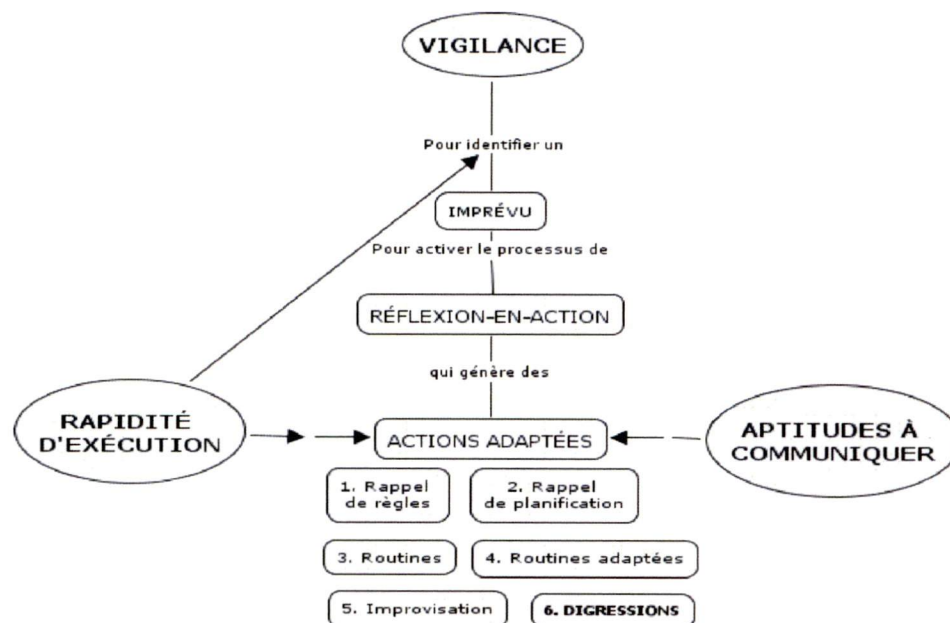 VIGILANCE
Pour identifier un
IMPRÉVU
Pour activer le processus de
RÉFLEXION-EN-ACTION
qui génère des
RAPIDITÉ
D'EXÉCUTION
ACTIONS ADAPTÉES
APTITUDES À
COMMUNIQUER
1. Rappel
de règles
2. Rappel
de planification
3. Routines
4. Routines adaptées
5. Improvisation
6. DIGRESSIONS